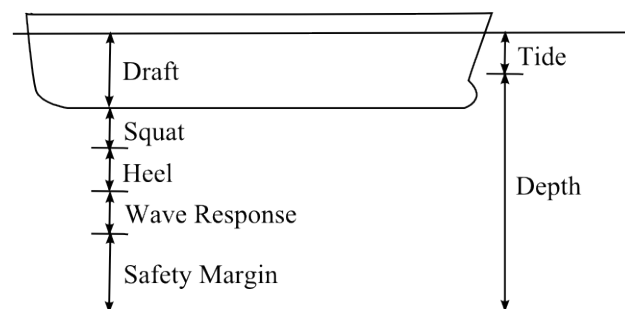 Draft
Tide
Squat
Heel
Depth
Wave Response
Safety Margin